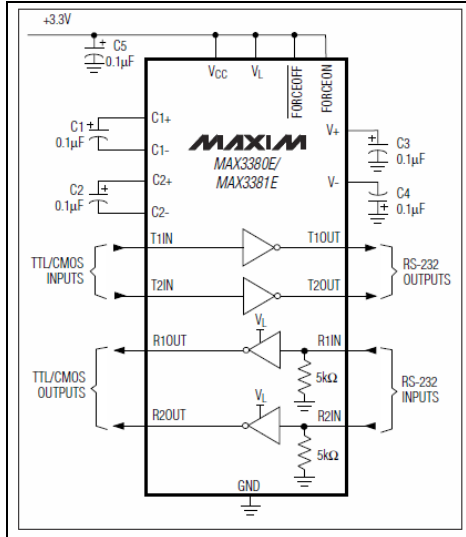 +3.3V
C5
0.1µF
VCC
VL
FORCEOFF
FORCEON
C1+
C1
0.1µF
C1-
C2+
C2
0.1µF
C2-
MAXIM
MAX3380E/
MAX3381E
V+
C3
0.1µF
V-
C4
0.1µF
TTL/CMOS
INPUTS
T1IN
T1OUT
T2IN
T2OUT
RS-232
OUTPUTS
TTL/CMOS
OUTPUTS
R1OUT
VL
R1IN
5kΩ
R2OUT
VL
R2IN
5kΩ
RS-232
INPUTS
GND